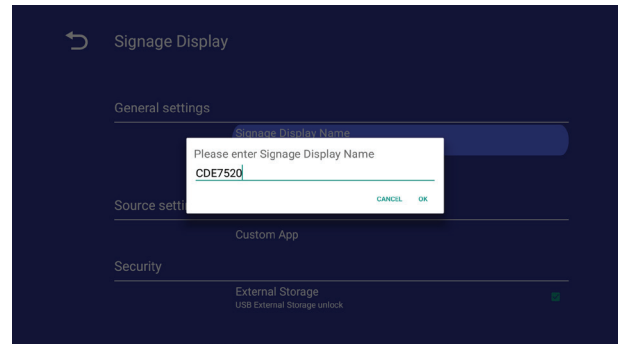 Signage Display
General settings
Signage Display Name
Please enter Signage Display Name
CDE7520
CANCEL OK
Source setti
Custom App
Security
External Storage
USB External Storage unlock